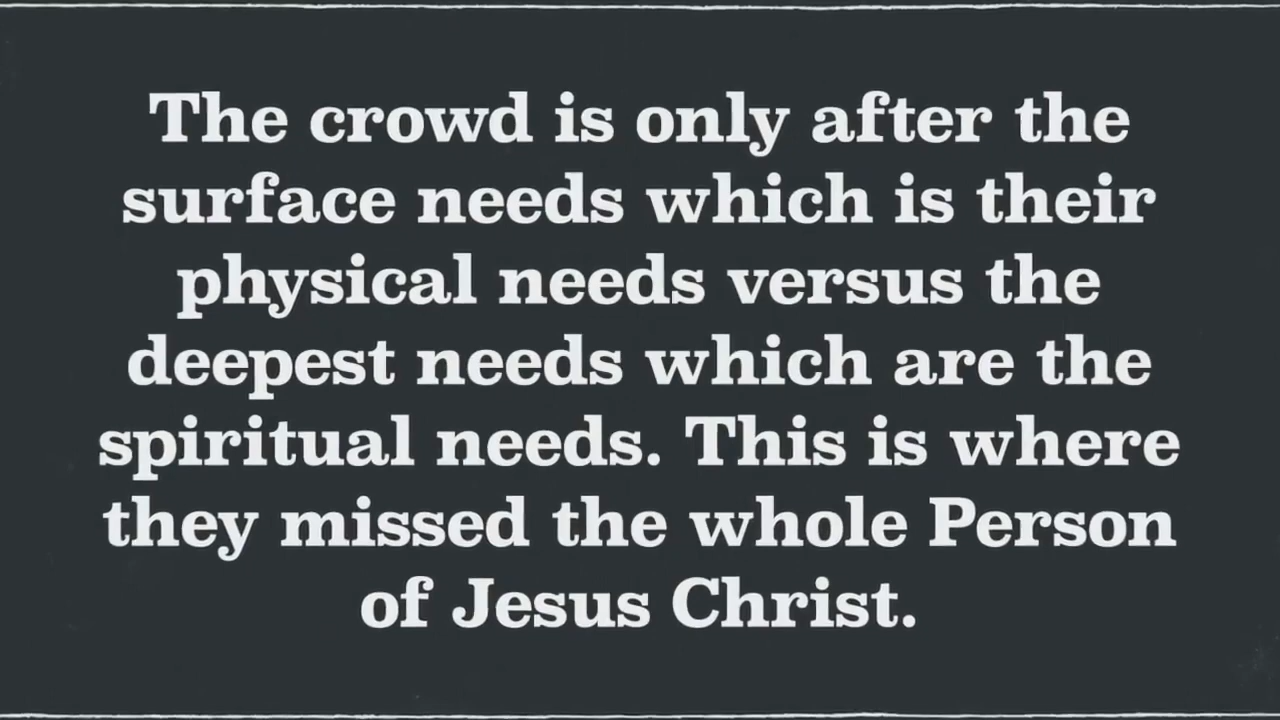 The crowd is only after the
surface needs which is their
physical needs versus the
deepest needs which are the
spiritual needs. This is where
they missed the whole Person
of Jesus Christ.